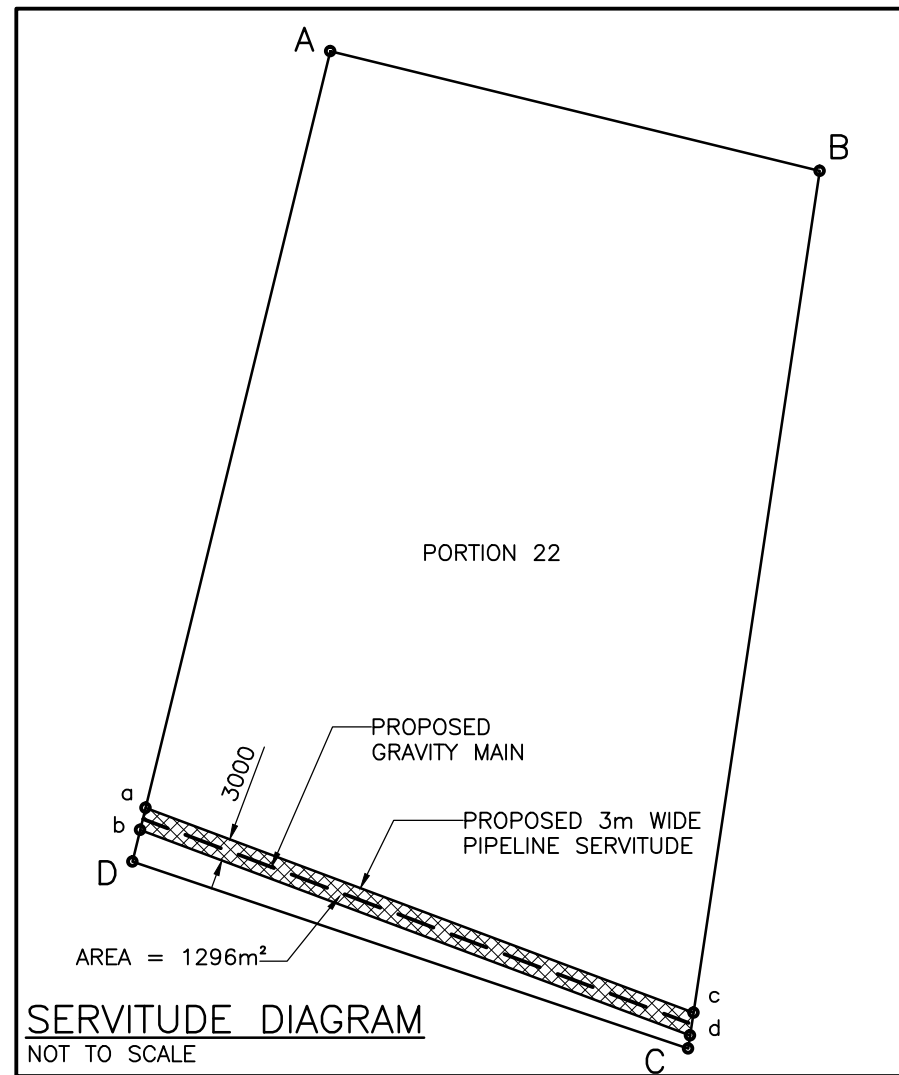 A
B
PORTION 22
PROPOSED
GRAVITY MAIN
3000
a
b
PROPOSED 3m WIDE
PIPELINE SERVITUDE
D
AREA = 1296m²
c
d
C
SERVITUDE DIAGRAM
NOT TO SCALE